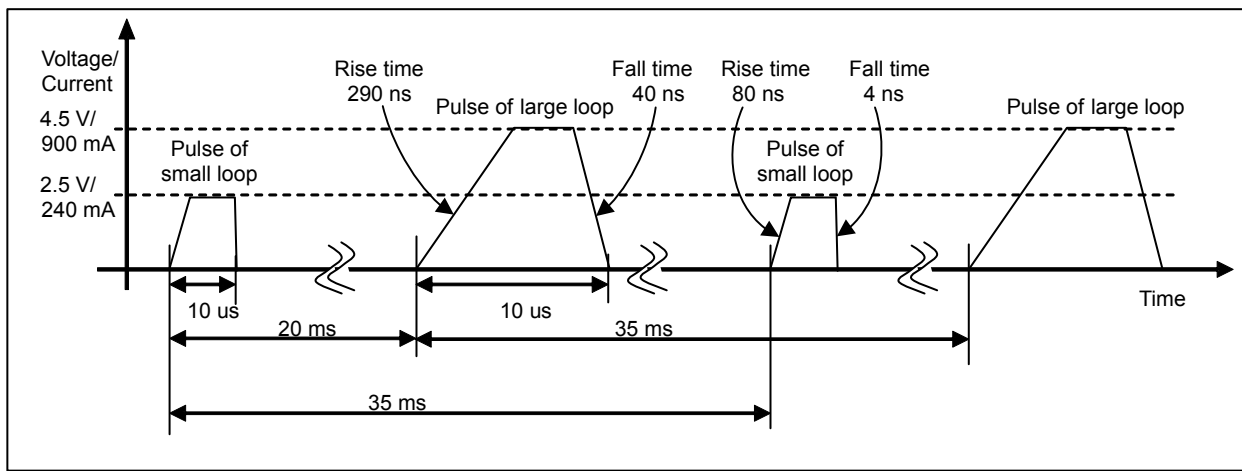 Voltage/
Current
4.5 V/
900 mA
2.5 V/
240 mA
Pulse of
small loop
Rise time
290 ns
Pulse of large loop
Fall time
40 ns
Rise time
80 ns
Fall time
4 ns
Pulse of
small loop
Pulse of large loop
Time
10 us
10 us
20 ms
35 ms
35 ms